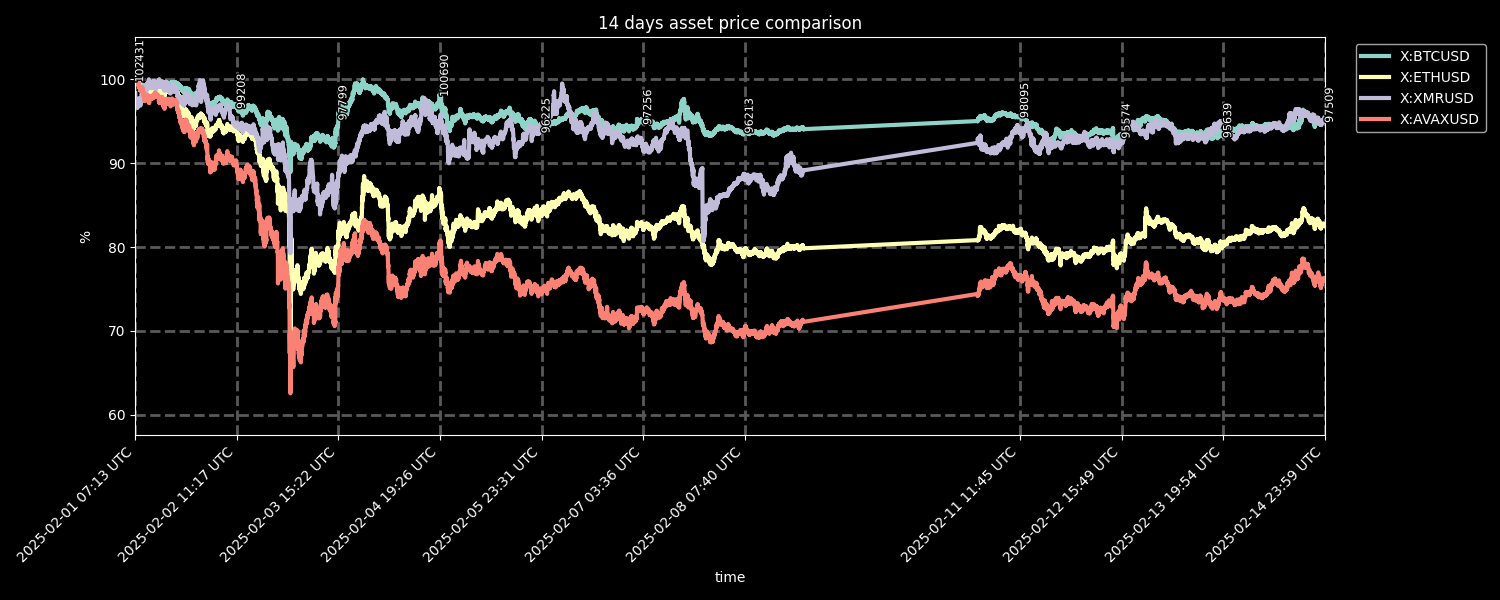 14 days asset price comparison
X:BTCUSD
X:ETHUSD
X:XMRUSD
X:AVAXUSD
%
100
90
80
70
60
102431
99208
97799
100690
96225
97256
96213
98095
95574
95639
97509
2025-02-01 07:13 UTC
2025-02-02 11:17 UTC
2025-02-03 15:22 UTC
2025-02-04 19:26 UTC
2025-02-05 23:31 UTC
2025-02-07 03:36 UTC
2025-02-08 07:40 UTC
2025-02-11 11:45 UTC
2025-02-12 15:49 UTC
2025-02-13 19:54 UTC
2025-02-14 23:59 UTC
time